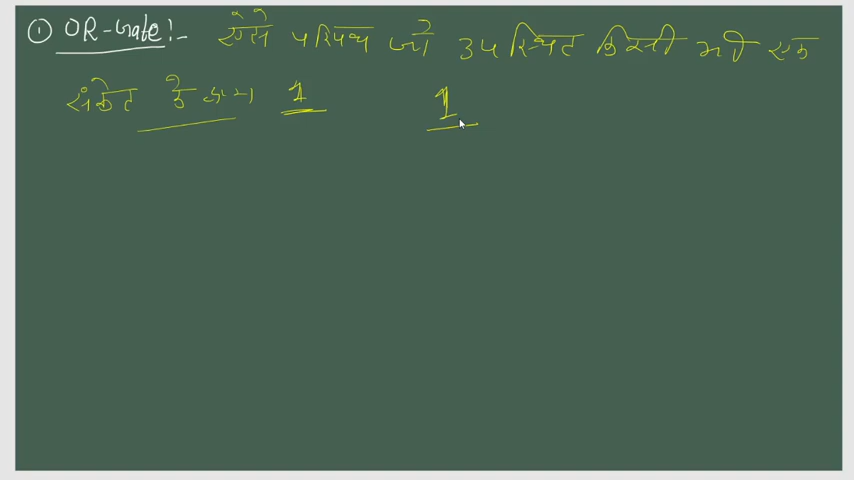 ① OR-Gate!- ऐसे परिपथ जो उपस्थित किसी भी एक
संकेत के 1 1